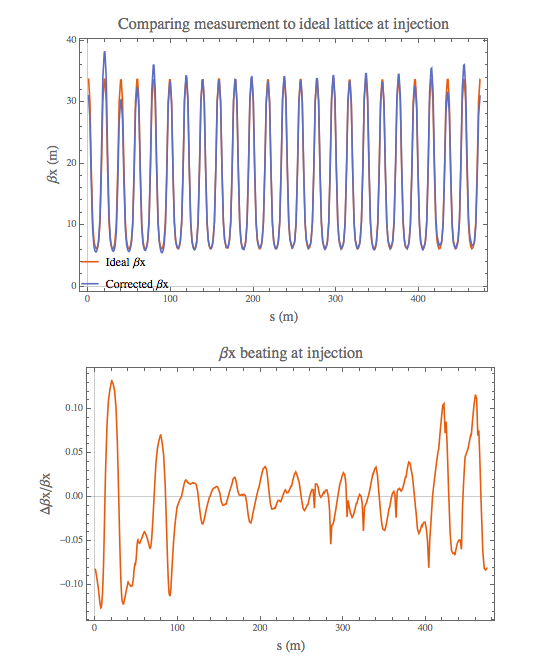 Comparing measurement to ideal lattice at injection
40
30
20
10
0
βx (m)
Ideal βx
Corrected βx
0 100 200 300 400
s (m)
βx beating at injection
0.10
0.05
0.00
-0.05
-0.10
Δβx/βx
0 100 200 300 400
s (m)